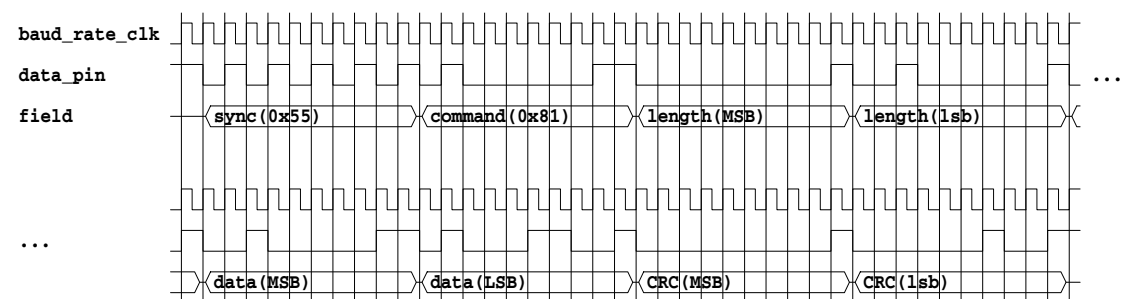 baud_rate_clk
data_pin ...
field sync(0x55) command(0x81) length(MSB) length(lsb)
...
data(MSB) data(LSB) CRC(MSB) CRC(lsb)